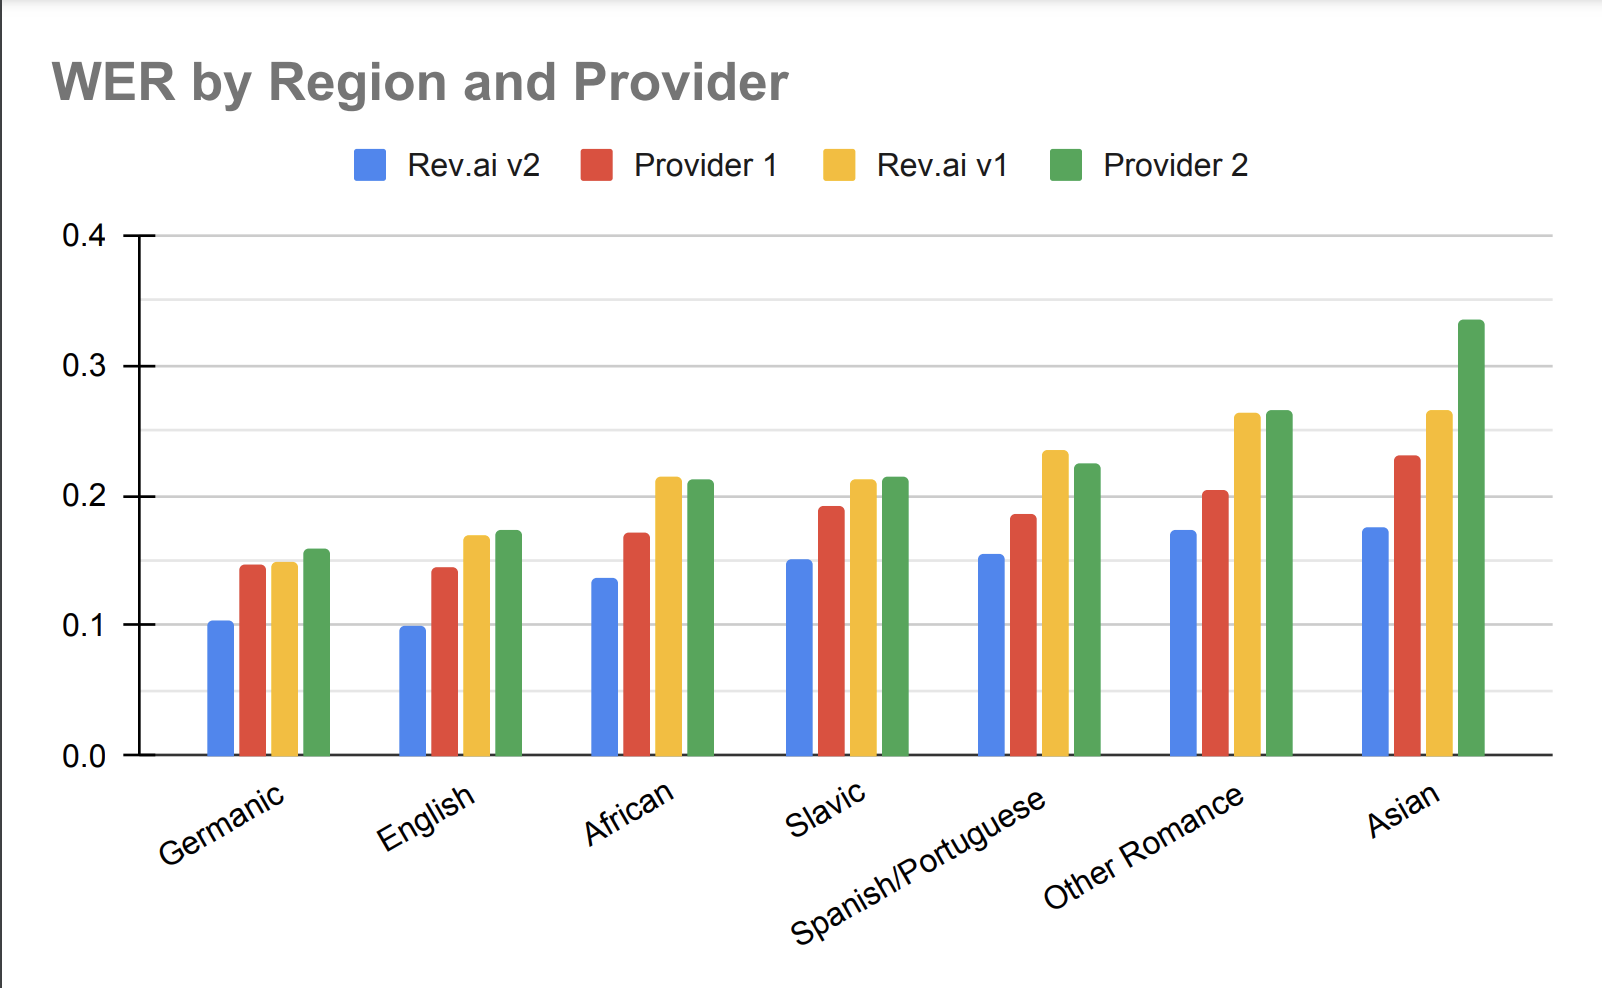 WER by Region and Provider
Rev.ai v2 Provider 1 Rev.ai v1 Provider 2
0.4
0.3
0.2
0.1
0.0
Germanic English African Slavic Spanish/Portuguese Other Romance Asian